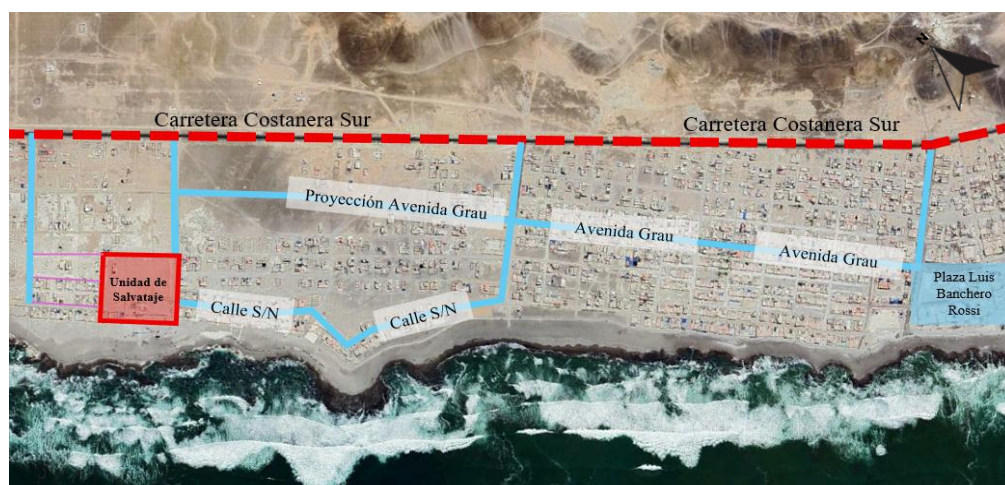 N
Carretera Costanera Sur
Carretera Costanera Sur
Proyección Avenida Grau
Avenida Grau
Avenida Grau
Unidad de
Salvataje
Calle S/N
Calle S/N
Plaza Luis
Banchero
Rossi